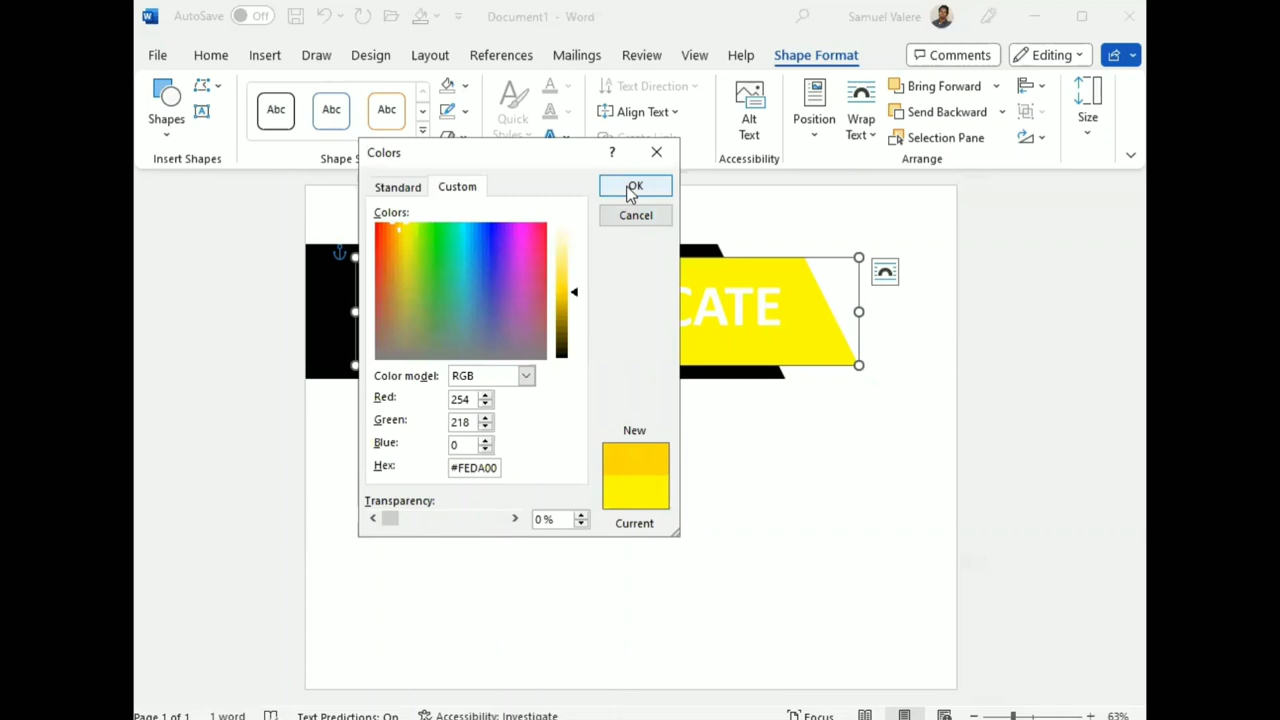 AutoSave Off Document1 - Word Samuel Valere
File Home Insert Draw Design Layout References Mailings Review View Help Shape Format Comments Editing
Shapes
Abc Abc Abc
Quick
Styles
Text Direction
Align Text
Create Link
Alt
Text
Position
Wrap
Text
Bring Forward
Send Backward
Selection Pane
Size
Insert Shapes Accessibility Arrange
Colors ?
Standard Custom
OK
Cancel
Colors:
Color model: RGB
Red: 254
Green: 218
Blue: 0
Hex: #FEDA00
Transparency:
0 %
New
Current
CATE
Page 1 of 1 1 word Text Predictions: On Accessibility: Investigate Focus 63%